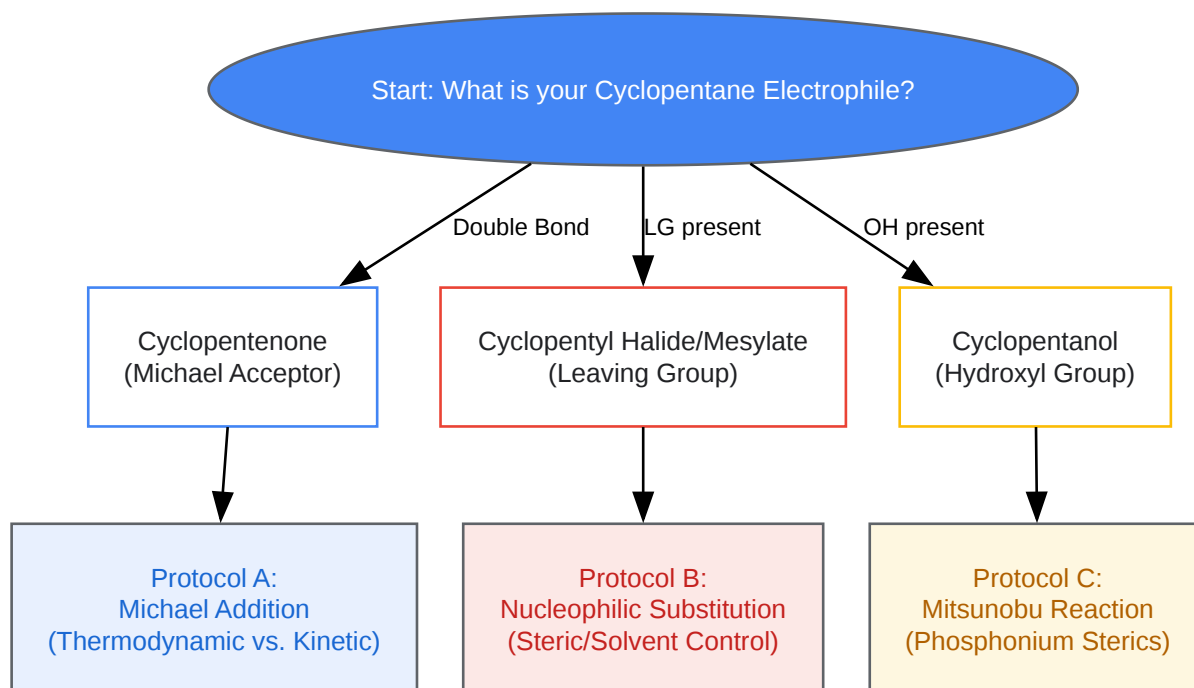 Start: What is your Cyclopentane Electrophile?
Double Bond
LG present
OH present
Cyclopentenone
(Michael Acceptor)
Cyclopentyl Halide/Mesylate
(Leaving Group)
Cyclopentanol
(Hydroxyl Group)
Protocol A:
Michael Addition
(Thermodynamic vs. Kinetic)
Protocol B:
Nucleophilic Substitution
(Steric/Solvent Control)
Protocol C:
Mitsunobu Reaction
(Phosphonium Sterics)